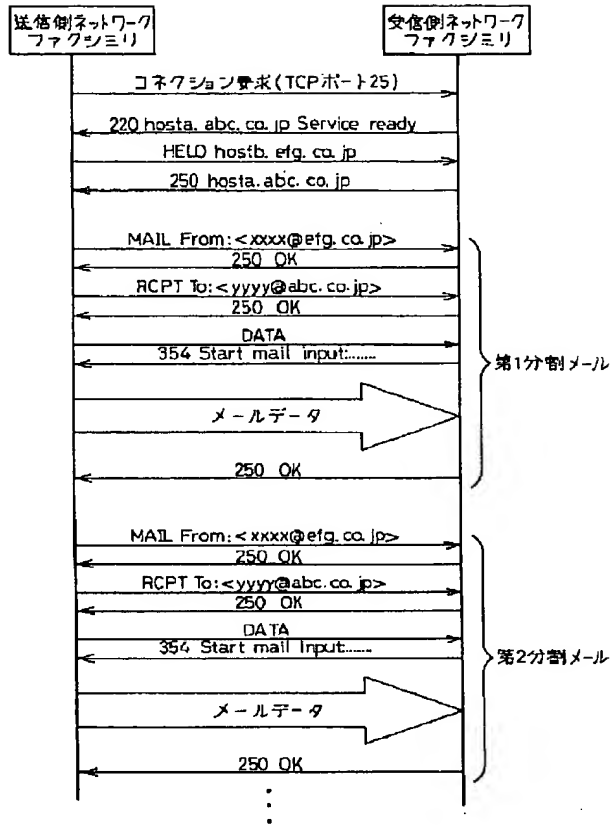 送信側ネットワーク
ファクシミリ
受信側ネットワーク
ファクシミリ
コネクション要求(TCPポート25)
220 hosta.abc.co.jp Service ready
HELO hostb.efg.co.jp
250 hosta.abc.co.jp
MAIL From:<xxxx@efg.co.jp>
250 OK
RCPT To:<yyyy@abc.co.jp>
250 OK
DATA
354 Start mail input:......
メールデータ
250 OK
第1分割メール
MAIL From:<xxxx@efg.co.jp>
250 OK
RCPT To:<yyyy@abc.co.jp>
250 OK
DATA
354 Start mail Input:......
メールデータ
250 OK
第2分割メール